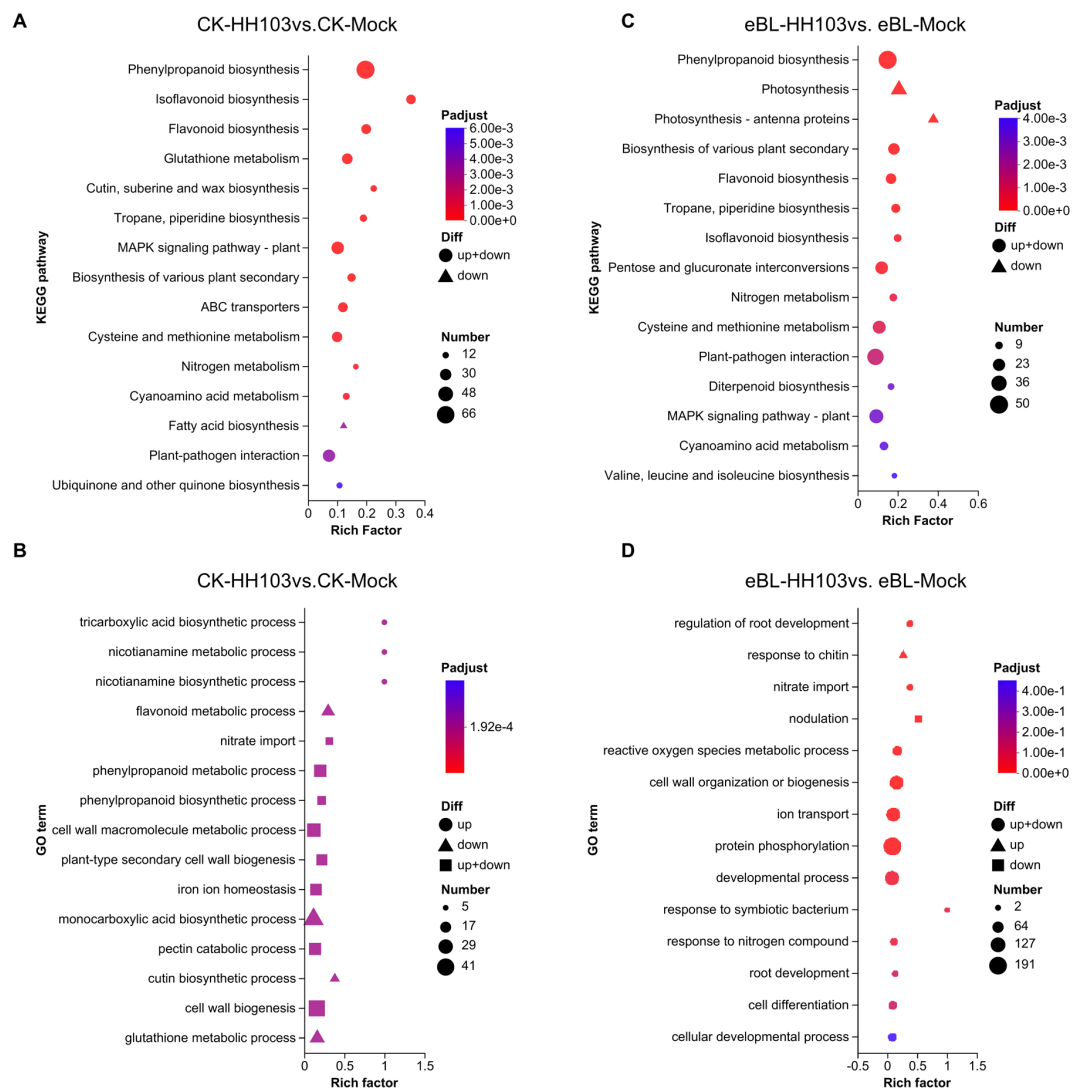 A
CK-HH103vs.CK-Mock
KEGG pathway
Phenylpropanoid biosynthesis
Isoflavonoid biosynthesis
Flavonoid biosynthesis
Glutathione metabolism
Cutin, suberine and wax biosynthesis
Tropane, piperidine biosynthesis
MAPK signaling pathway - plant
Biosynthesis of various plant secondary
ABC transporters
Cysteine and methionine metabolism
Nitrogen metabolism
Cyanoamino acid metabolism
Fatty acid biosynthesis
Plant-pathogen interaction
Ubiquinone and other quinone biosynthesis
0 0.1 0.2 0.3 0.4
Rich Factor
Padjust
6.00e-3
5.00e-3
4.00e-3
3.00e-3
2.00e-3
1.00e-3
0.00e+0
Diff
up+down
down
Number
12
30
48
66
C
eBL-HH103vs. eBL-Mock
KEGG pathway
Phenylpropanoid biosynthesis
Photosynthesis
Photosynthesis - antenna proteins
Biosynthesis of various plant secondary
Flavonoid biosynthesis
Tropane, piperidine biosynthesis
Isoflavonoid biosynthesis
Pentose and glucuronate interconversions
Nitrogen metabolism
Cysteine and methionine metabolism
Plant-pathogen interaction
Diterpenoid biosynthesis
MAPK signaling pathway - plant
Cyanoamino acid metabolism
Valine, leucine and isoleucine biosynthesis
0 0.2 0.4 0.6
Rich Factor
Padjust
4.00e-3
3.00e-3
2.00e-3
1.00e-3
0.00e+0
Diff
up+down
down
Number
9
23
36
50
B
CK-HH103vs.CK-Mock
GO term
tricarboxylic acid biosynthetic process
nicotianamine metabolic process
nicotianamine biosynthetic process
flavonoid metabolic process
nitrate import
phenylpropanoid metabolic process
phenylpropanoid biosynthetic process
cell wall macromolecule metabolic process
plant-type secondary cell wall biogenesis
iron ion homeostasis
monocarboxylic acid biosynthetic process
pectin catabolic process
cutin biosynthetic process
cell wall biogenesis
glutathione metabolic process
0 0.5 1 1.5
Rich factor
Padjust
1.92e-4
Diff
up
down
up+down
Number
5
17
29
41
D
eBL-HH103vs. eBL-Mock
GO term
regulation of root development
response to chitin
nitrate import
nodulation
reactive oxygen species metabolic process
cell wall organization or biogenesis
ion transport
protein phosphorylation
developmental process
response to symbiotic bacterium
response to nitrogen compound
root development
cell differentiation
cellular developmental process
-0.5 0 0.5 1 1.5
Rich factor
Padjust
4.00e-1
4.00e-1
2.00e-1
1.00e-1
0.00e+0
Diff
up+down
up
down
Number
2
64
127
191